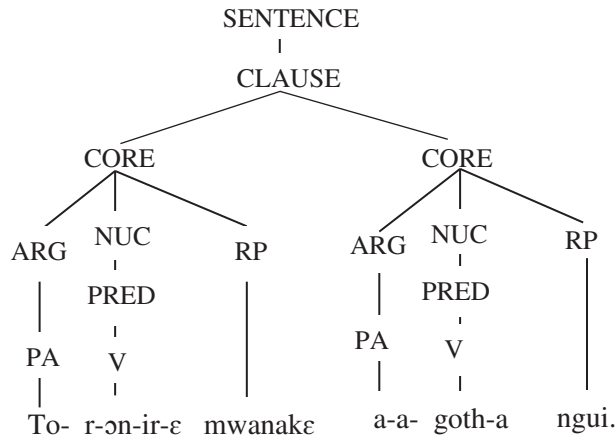 SENTENCE
CLAUSE
CORE CORE
ARG NUC RP ARG NUC RP
PRED PRED
PA V PA V
To- r-ɔn-ir-ɛ mwanakɛ a-a- goth-a ngui.